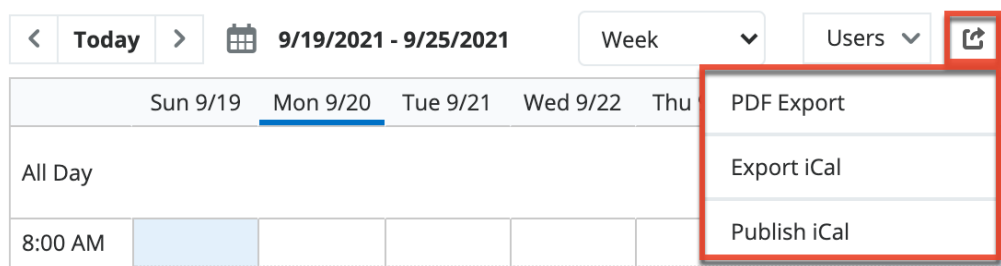 Today 9/19/2021 - 9/25/2021 Week Users
Sun 9/19 Mon 9/20 Tue 9/21 Wed 9/22 Thu
PDF Export
All Day
Export iCal
Publish iCal
8:00 AM